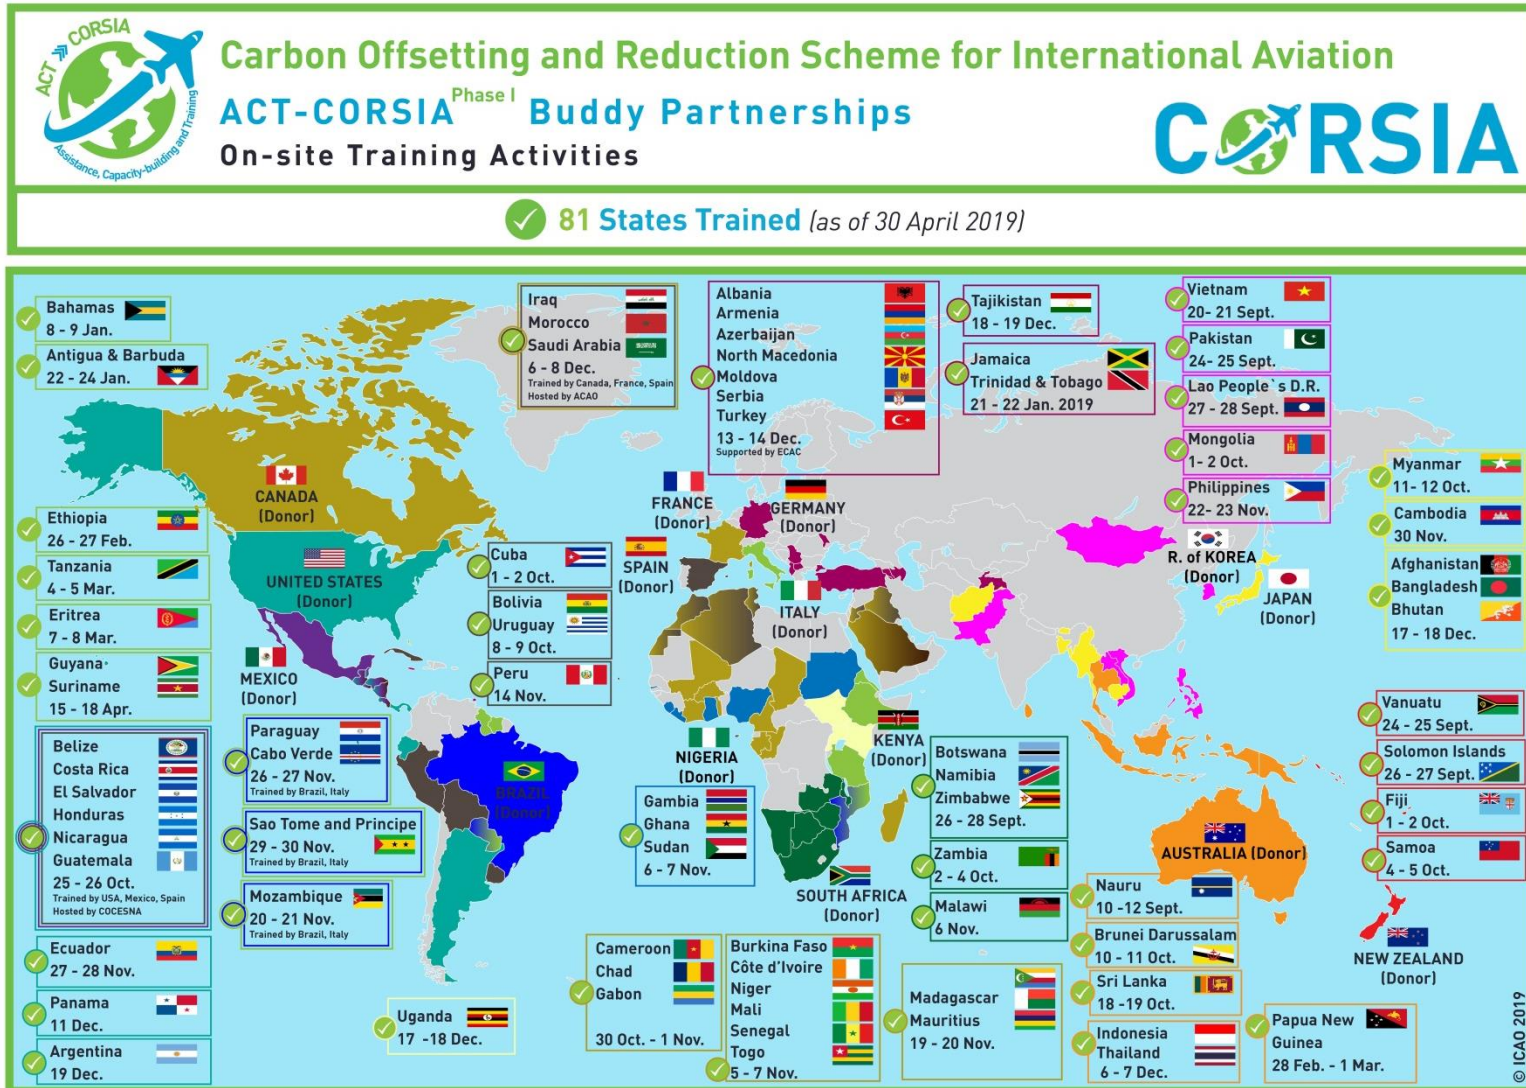 ACT CORSIA
Assistance, Capacity-building and Training
Carbon Offsetting and Reduction Scheme for International Aviation
ACT-CORSIA Phase I Buddy Partnerships
On-site Training Activities
CORSIA
81 States Trained (as of 30 April 2019)
Bahamas
8 - 9 Jan.
Antigua & Barbuda
22 - 24 Jan.
Iraq
Morocco
Saudi Arabia
6 - 8 Dec.
Trained by Canada, France, Spain
Hosted by ACAO
Albania
Armenia
Azerbaijan
North Macedonia
Moldova
Serbia
Turkey
13 - 14 Dec.
Supported by ECAC
Tajikistan
18 - 19 Dec.
Jamaica
Trinidad & Tobago
21 - 22 Jan. 2019
Vietnam
20- 21 Sept.
Pakistan
24- 25 Sept.
Lao People`s D.R.
27 - 28 Sept.
Mongolia
1- 2 Oct.
Philippines
22- 23 Nov.
Myanmar
11- 12 Oct.
Cambodia
30 Nov.
Afghanistan
Bangladesh
Bhutan
17 - 18 Dec.
CANADA
(Donor)
FRANCE
(Donor)
GERMANY
(Donor)
SPAIN
(Donor)
ITALY
(Donor)
R. of KOREA
(Donor)
JAPAN
(Donor)
UNITED STATES
(Donor)
MEXICO
(Donor)
Ethiopia
26 - 27 Feb.
Tanzania
4 - 5 Mar.
Eritrea
7 - 8 Mar.
Guyana
Suriname
15 - 18 Apr.
Cuba
1 - 2 Oct.
Bolivia
Uruguay
8 - 9 Oct.
Peru
14 Nov.
Belize
Costa Rica
El Salvador
Honduras
Nicaragua
Guatemala
25 - 26 Oct.
Trained by USA, Mexico, Spain
Hosted by COCESNA
Paraguay
Cabo Verde
26 - 27 Nov.
Trained by Brazil, Italy
Sao Tome and Principe
29 - 30 Nov.
Trained by Brazil, Italy
Mozambique
20 - 21 Nov.
Trained by Brazil, Italy
BRAZIL
(Donor)
NIGERIA
(Donor)
KENYA
(Donor)
Gambia
Ghana
Sudan
6 - 7 Nov.
SOUTH AFRICA
(Donor)
Botswana
Namibia
Zimbabwe
26 - 28 Sept.
Zambia
2 - 4 Oct.
Malawi
6 Nov.
AUSTRALIA (Donor)
NEW ZEALAND
(Donor)
Vanuatu
24 - 25 Sept.
Solomon Islands
26 - 27 Sept.
Fiji
1 - 2 Oct.
Samoa
4 - 5 Oct.
Nauru
10 -12 Sept.
Brunei Darussalam
10 - 11 Oct.
Sri Lanka
18 -19 Oct.
Indonesia
Thailand
6 - 7 Dec.
Papua New
Guinea
28 Feb. - 1 Mar.
Ecuador
27 - 28 Nov.
Panama
11 Dec.
Argentina
19 Dec.
Uganda
17 -18 Dec.
Cameroon
Chad
Gabon
30 Oct. - 1 Nov.
Burkina Faso
Côte d'Ivoire
Niger
Mali
Senegal
Togo
5 - 7 Nov.
Madagascar
Mauritius
19 - 20 Nov.
© ICAO 2019